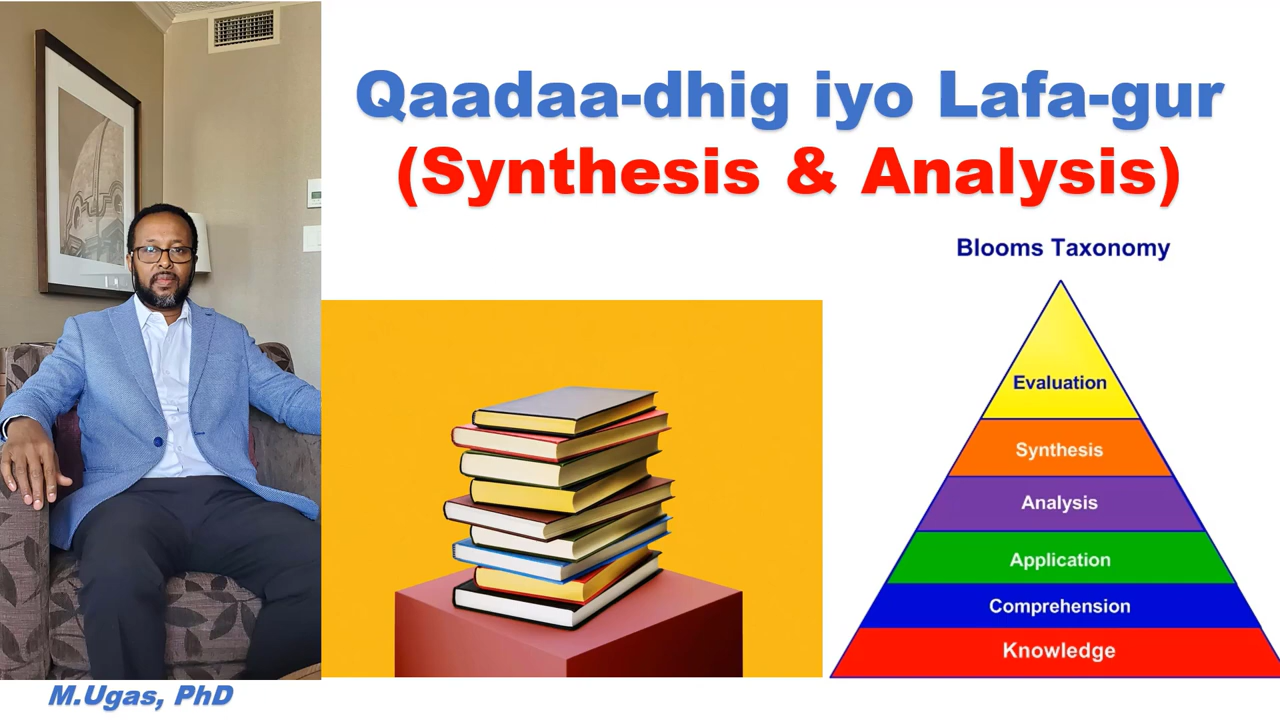 Qaadaa-dhig iyo Lafa-gur
(Synthesis & Analysis)
Blooms Taxonomy
Evaluation
Synthesis
Analysis
Application
Comprehension
Knowledge
M.Ugas, PhD